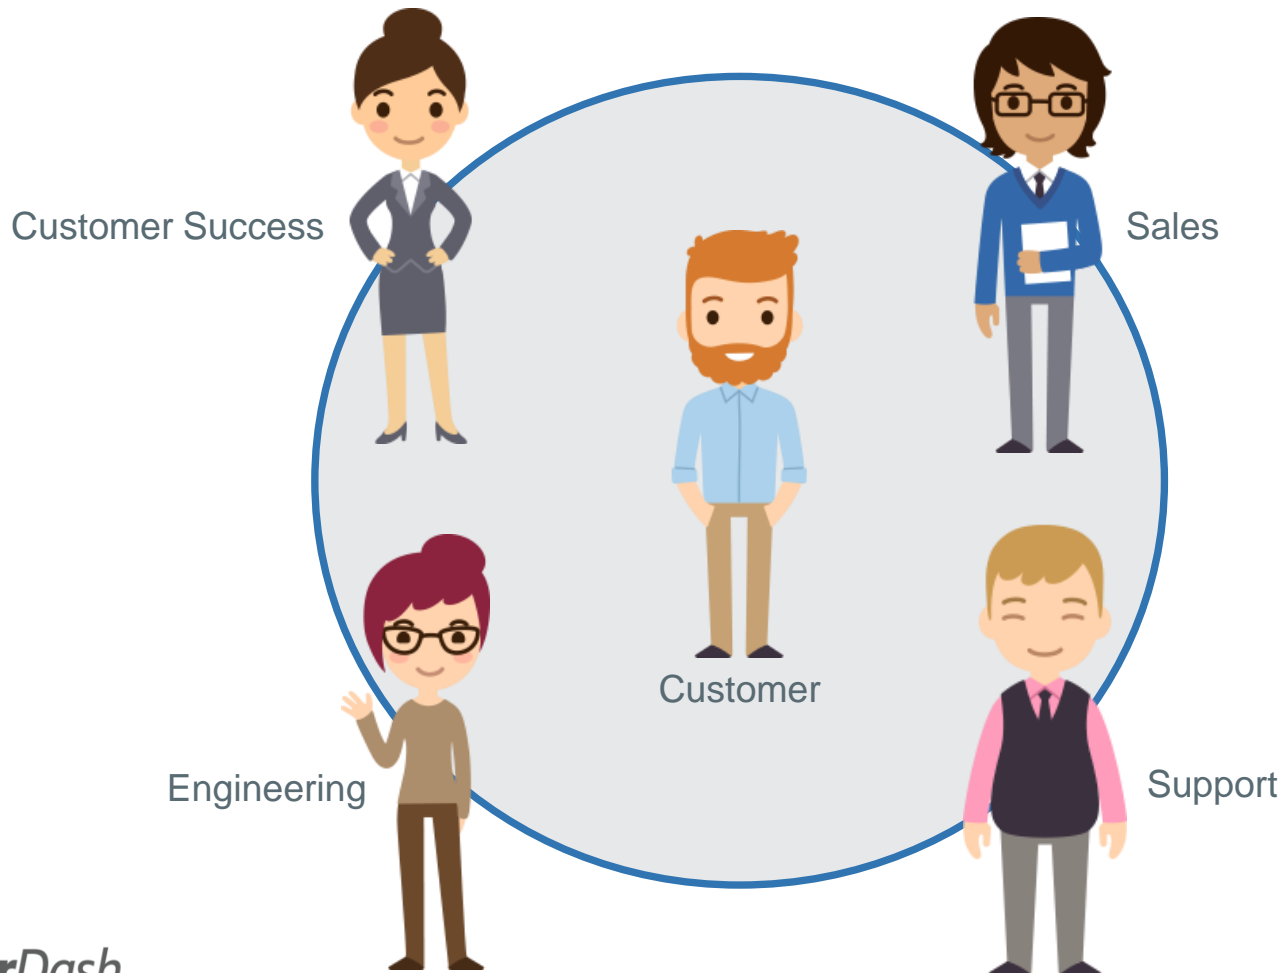 Customer Success
Sales
Customer
Engineering
Support